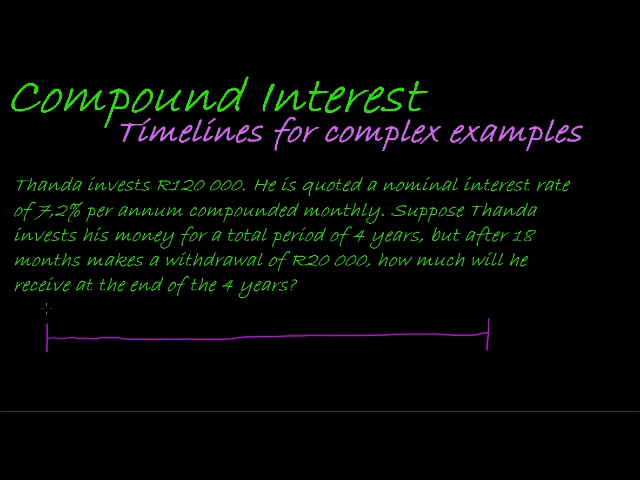 Compound Interest
Timelines for complex examples
Thanda invests R120 000. He is quoted a nominal interest rate
of 7,2% per annum compounded monthly. Suppose Thanda
invests his money for a total period of 4 years, but after 18
months makes a withdrawal of R20 000, how much will he
receive at the end of the 4 years?